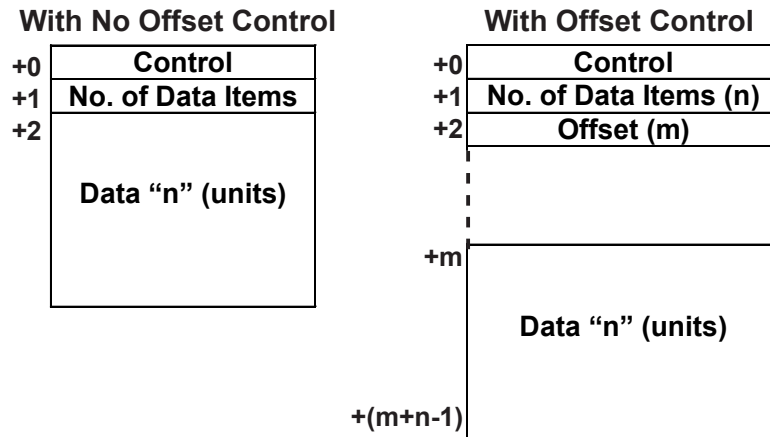 With No Offset Control
+0 Control
+1 No. of Data Items
+2
Data “n” (units)
With Offset Control
+0 Control
+1 No. of Data Items (n)
+2 Offset (m)
+m
Data “n” (units)
+(m+n-1)